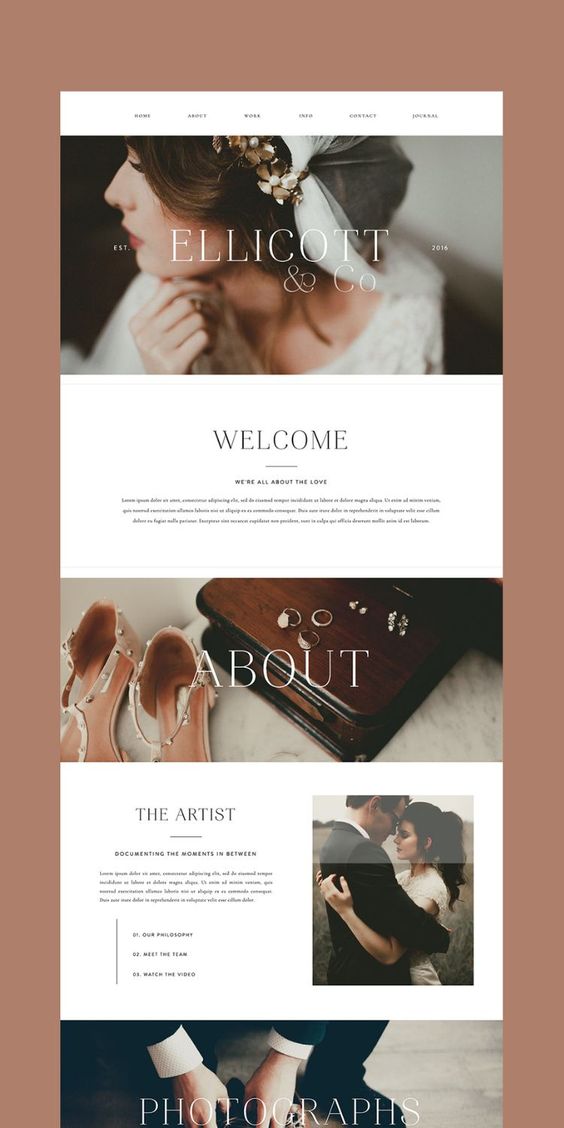 HOME ABOUT WORK INFO CONTACT JOURNAL
EST. ELLICOTT 2016
& Co
WELCOME
WE'RE ALL ABOUT THE LOVE
Lorem ipsum dolor sit amet, consectetur adipiscing elit, sed do eiusmod tempor incididunt ut labore et dolore magna aliqua. Ut enim ad minim veniam,
quis nostrud exercitation ullamco laboris nisi ut aliquip ex ea commodo consequat. Duis aute irure dolor in reprehenderit in voluptate velit esse cillum
dolore eu fugiat nulla pariatur. Excepteur sint occaecat cupidatat non proident, sunt in culpa qui officia deserunt mollit anim id est laborum.
ABOUT
THE ARTIST
DOCUMENTING THE MOMENTS IN BETWEEN
Lorem ipsum dolor sit amet, consectetur adipiscing elit, sed do eiusmod tempor
incididunt ut labore et dolore magna aliqua. Ut enim ad minim veniam, quis
nostrud exercitation ullamco laboris nisi ut aliquip ex ea commodo consequat.
Duis aute irure dolor in reprehenderit in voluptate velit esse cillum dolore.
01. OUR PHILOSOPHY
02. MEET THE TEAM
03. WATCH THE VIDEO
PHOTOGRAPHS